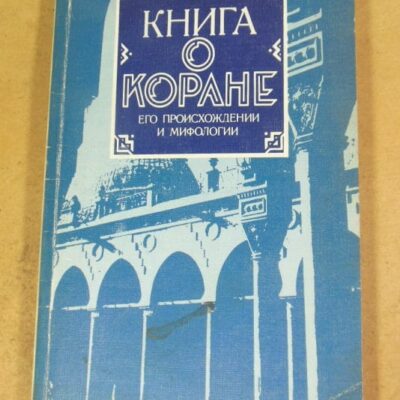 КНИГА
О
КОРАНЕ
ЕГО ПРОИСХОЖДЕНИИ
И МИФОЛОГИИ